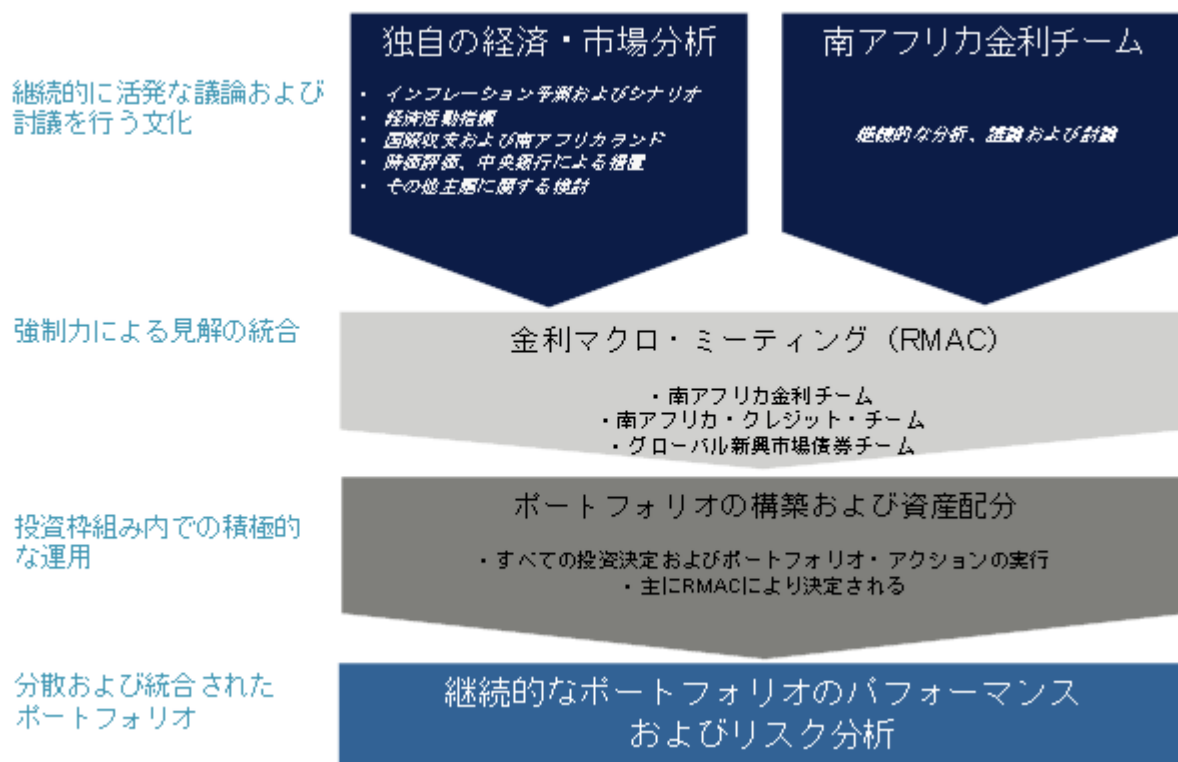 独自の経済・市場分析
・ インフレーション予測およびシナリオ
・ 経済活動指標
・ 国際収支および南アフリカランド
・ 時価評価、中央銀行による措置
・ その他主題に関する検討
南アフリカ金利チーム
継続的な分析、議論および討論
継続的に活発な議論および
討議を行う文化
強制力による見解の統合
金利マクロ・ミーティング（RMAC）
・南アフリカ金利チーム
・南アフリカ・クレジット・チーム
・グローバル新興市場債券チーム
投資枠組み内での積極的
な運用
ポートフォリオの構築および資産配分
・すべての投資決定およびポートフォリオ・アクションの実行
・主にRMACにより決定される
分散および統合された
ポートフォリオ
継続的なポートフォリオのパフォーマンス
およびリスク分析